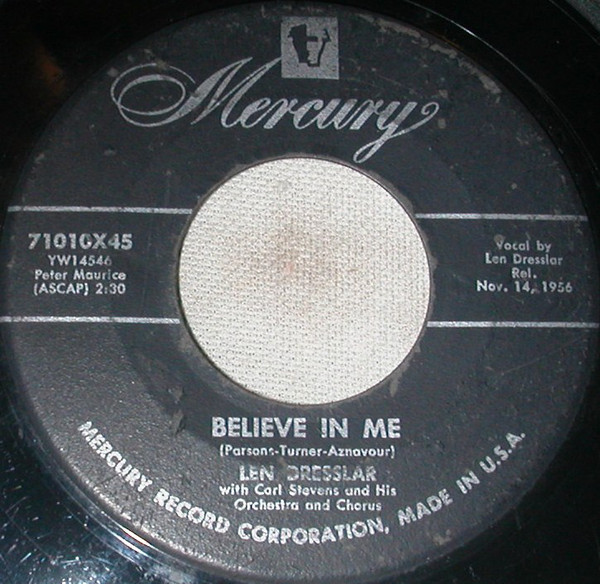 Mercury
71010X45
YW14546
Peter Maurice
(ASCAP) 2:30
Vocal by
Len Dresslar
Rel.
Nov. 14, 1956
BELIEVE IN ME
(Parsons-Turner-Aznavour)
LEN DRESSLAR
with Carl Stevens and His
Orchestra and Chorus
MERCURY RECORD CORPORATION, MADE IN U.S.A.